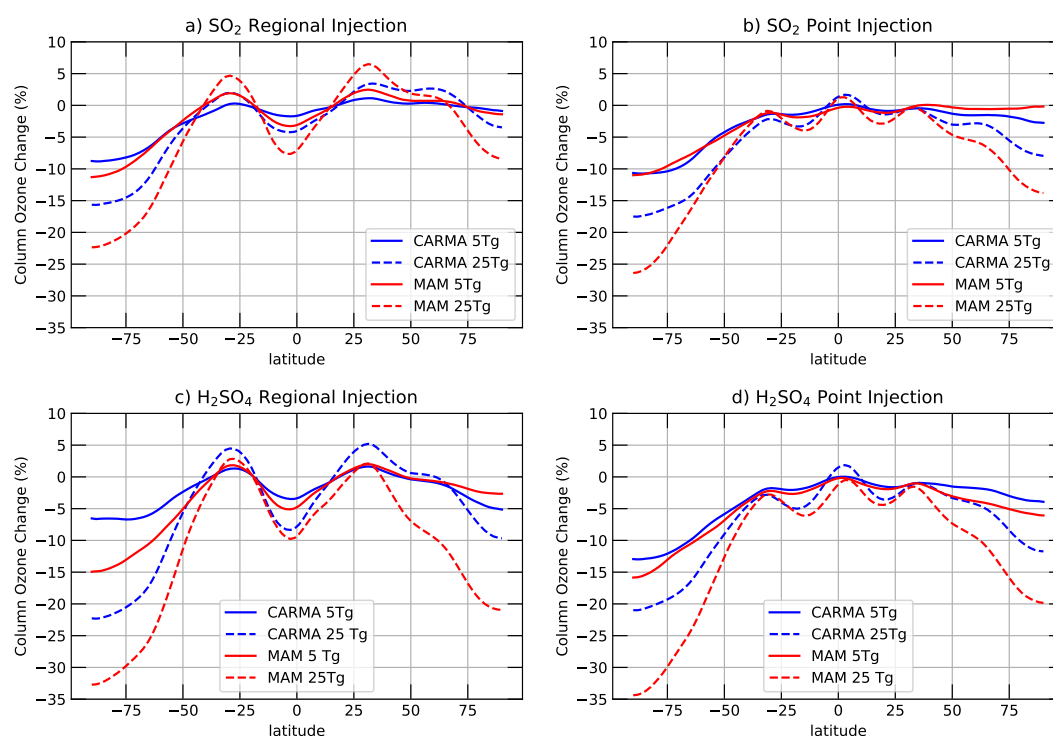 a) SO₂ Regional Injection
Column Ozone Change (%)
10
5
0
−5
−10
−15
−20
−25
−30
−35
−75
−50
−25
0
25
50
75
latitude
CARMA 5Tg
CARMA 25Tg
MAM 5Tg
MAM 25Tg
b) SO₂ Point Injection
Column Ozone Change (%)
10
5
0
−5
−10
−15
−20
−25
−30
−35
−75
−50
−25
0
25
50
75
latitude
CARMA 5Tg
CARMA 25Tg
MAM 5Tg
MAM 25Tg
c) H₂SO₄ Regional Injection
Column Ozone Change (%)
10
5
0
−5
−10
−15
−20
−25
−30
−35
−75
−50
−25
0
25
50
75
latitude
CARMA 5Tg
CARMA 25 Tg
MAM 5 Tg
MAM 25Tg
d) H₂SO₄ Point Injection
Column Ozone Change (%)
10
5
0
−5
−10
−15
−20
−25
−30
−35
−75
−50
−25
0
25
50
75
latitude
CARMA 5Tg
CARMA 25Tg
MAM 5Tg
MAM 25 Tg